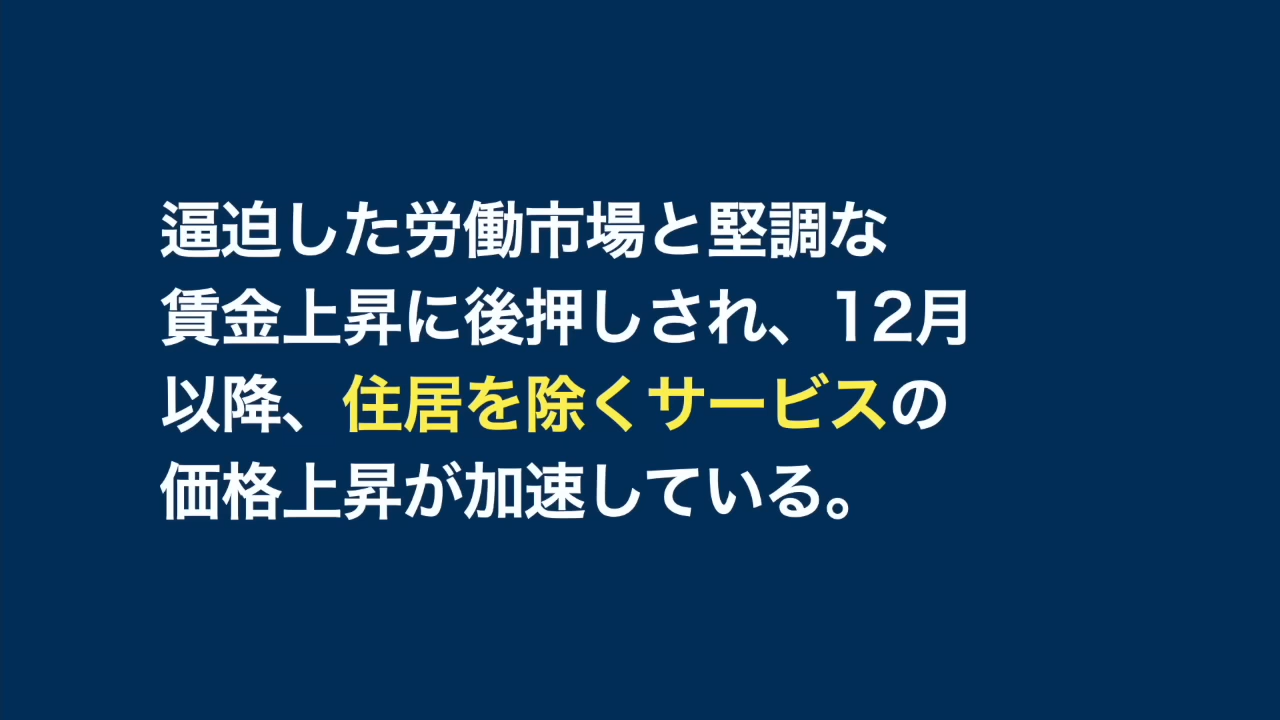 逼迫した労働市場と堅調な
賃金上昇に後押しされ、12月
以降、住居を除くサービスの
価格上昇が加速している。